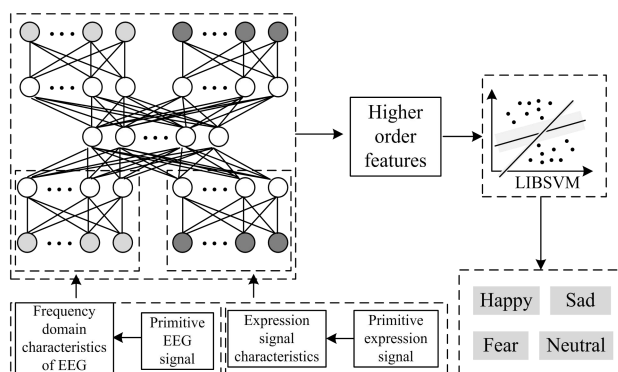 Higher
order
features
LIBSVM
Happy
Sad
Fear
Neutral
Frequency
domain
characteristics
of EEG
Primitive
EEG
signal
Expression
signal
characteristics
Primitive
expression
signal